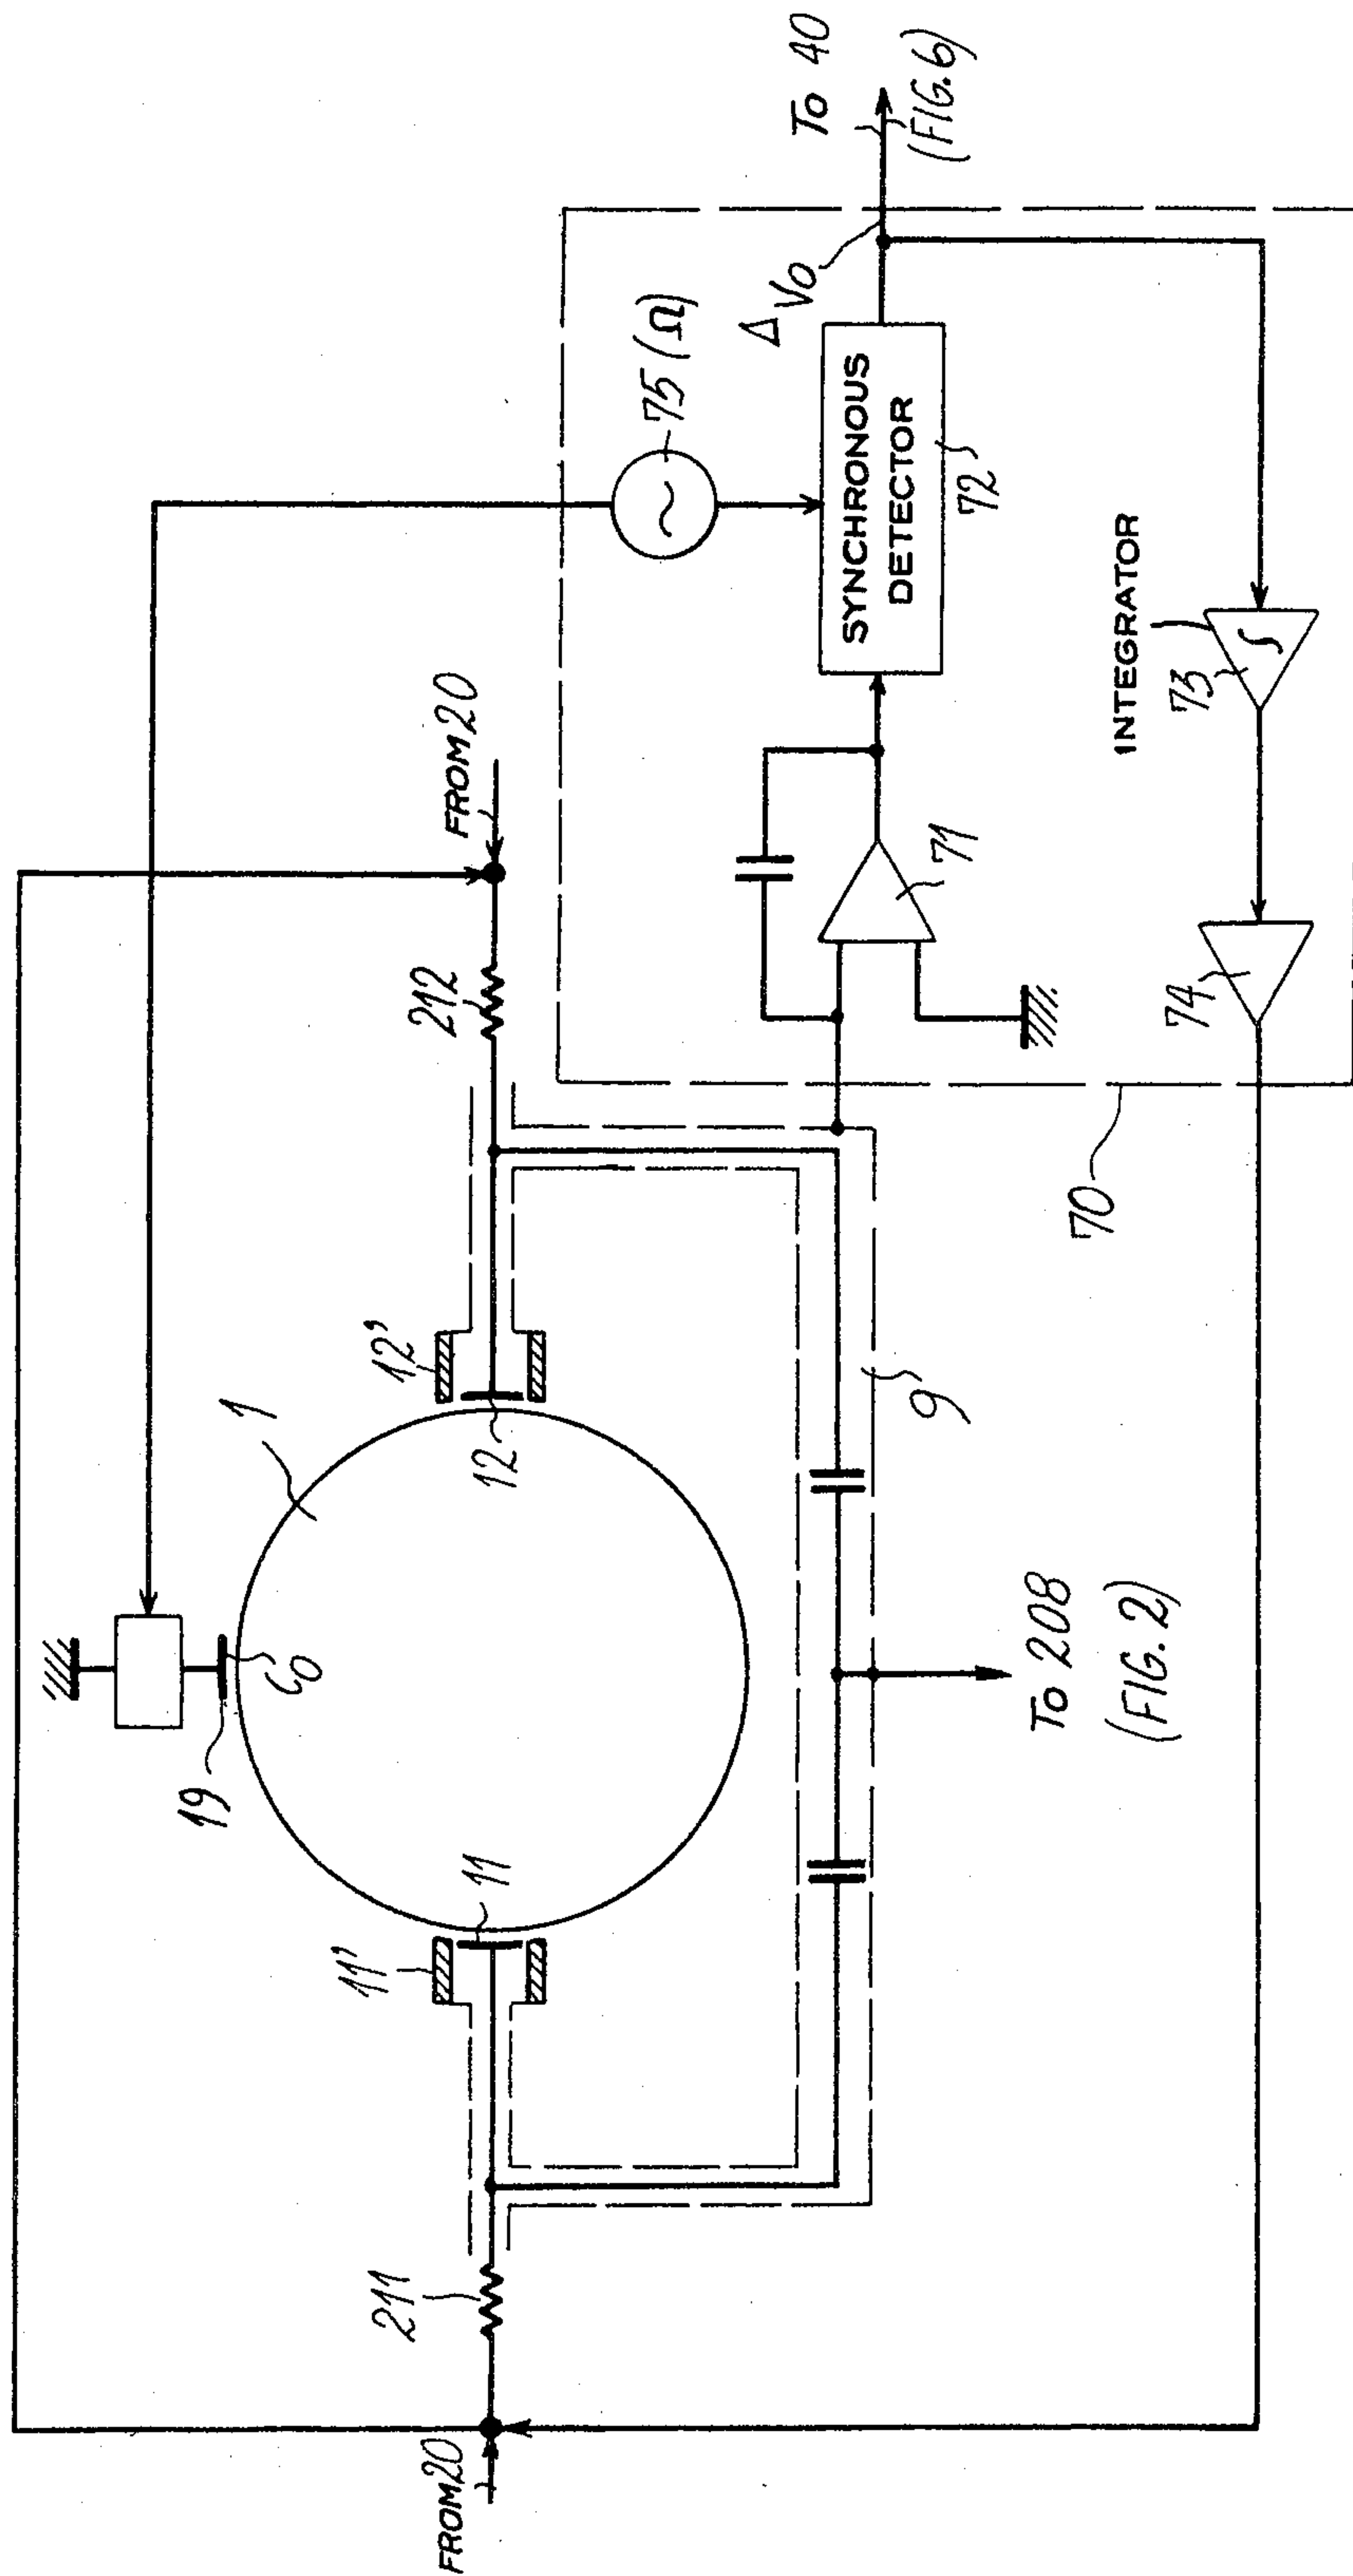 FROM 20
211
11'
11
19
C0
1
12'
12
212
FROM 20
75 (Ω)
Δ V0
To 40
(FIG. 6)
SYNCHRONOUS
DETECTOR
72
71
INTEGRATOR
∫
73
74
70
9
To 208
(FIG. 2)